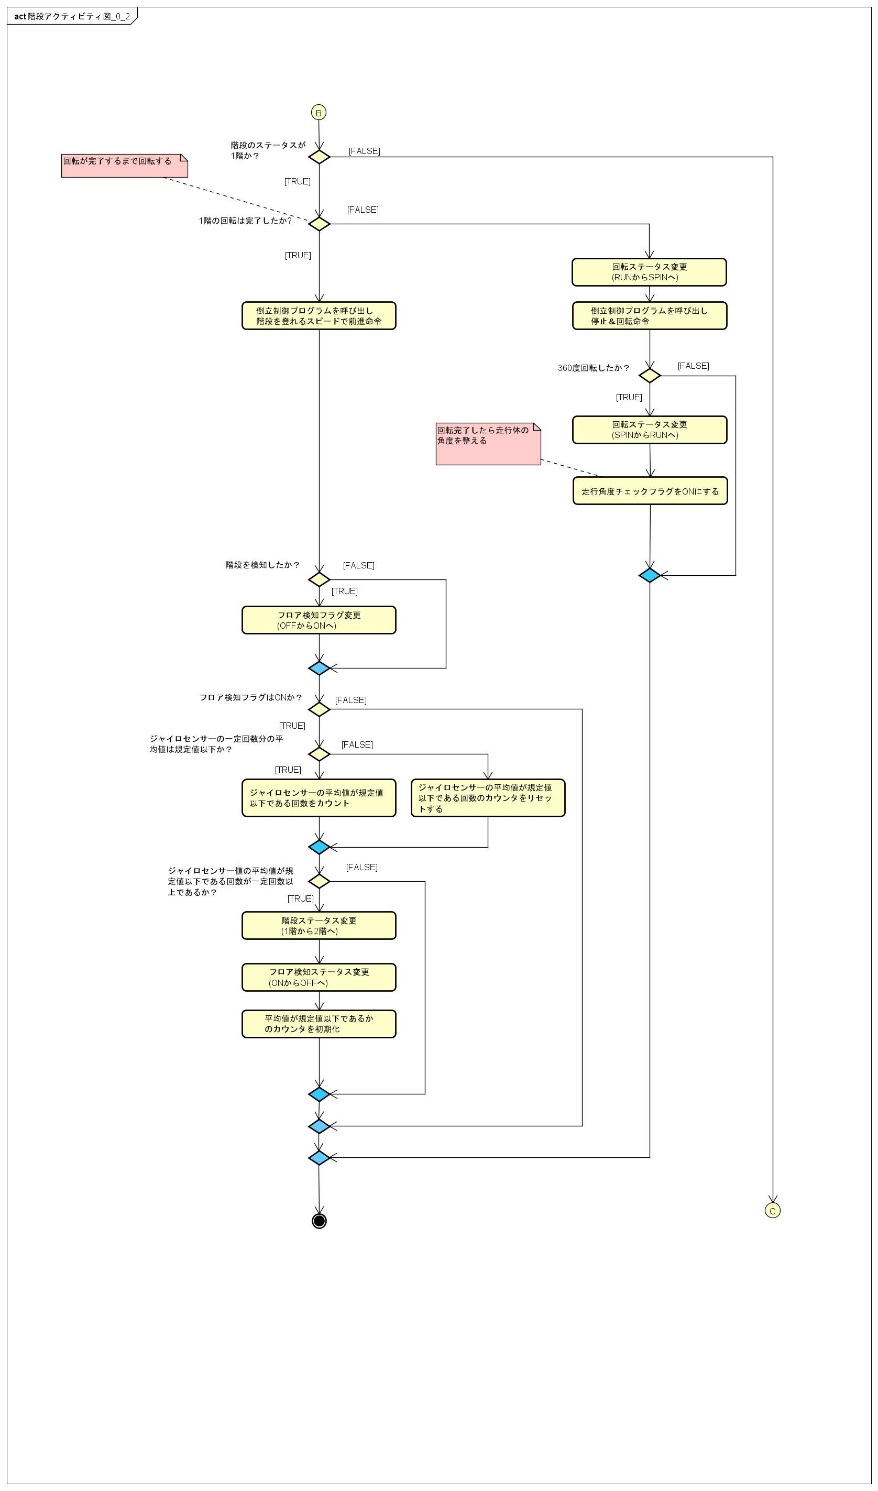 act 階段アクティビティ図_0_2
B
階段のステータスが
1階か？
[FALSE]
[TRUE]
回転が完了するまで回転する
1階の回転は完了したか？
[FALSE]
[TRUE]
回転ステータス変更
(RUNからSPINへ)
倒立制御プログラムを呼び出し
階段を登れるスピードで前進命令
倒立制御プログラムを呼び出し
停止＆回転命令
360度回転したか？
[FALSE]
[TRUE]
回転ステータス変更
(SPINからRUNへ)
回転完了したら走行体の
角度を整える
走行角度チェックフラグをONにする
階段を検知したか？
[FALSE]
[TRUE]
フロア検知フラグ変更
(OFFからONへ)
フロア検知フラグはONか？
[FALSE]
[TRUE]
ジャイロセンサーの一定回数分の平
均値は規定値以下か？
[FALSE]
[TRUE]
ジャイロセンサーの平均値が規定値
以下である回数をカウント
ジャイロセンサーの平均値が規定値
以下である回数のカウンタをリセッ
トする
ジャイロセンサー値の平均値が規
定値以下である回数が一定回数以
上であるか？
[FALSE]
[TRUE]
階段ステータス変更
(1階から2階へ)
フロア検知ステータス変更
(ONからOFFへ)
平均値が規定値以下であるか
のカウンタを初期化
C